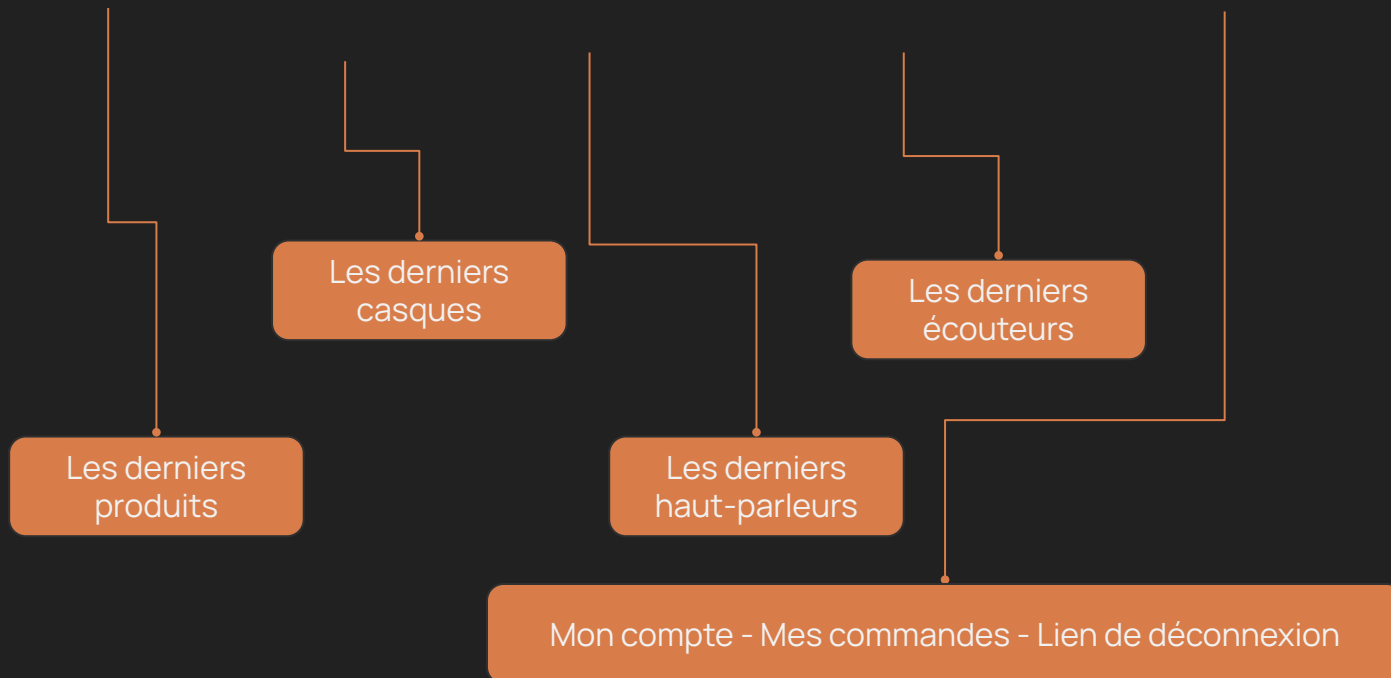 Les derniers
casques
Les derniers
écouteurs
Les derniers
produits
Les derniers
haut-parleurs
Mon compte - Mes commandes - Lien de déconnexion